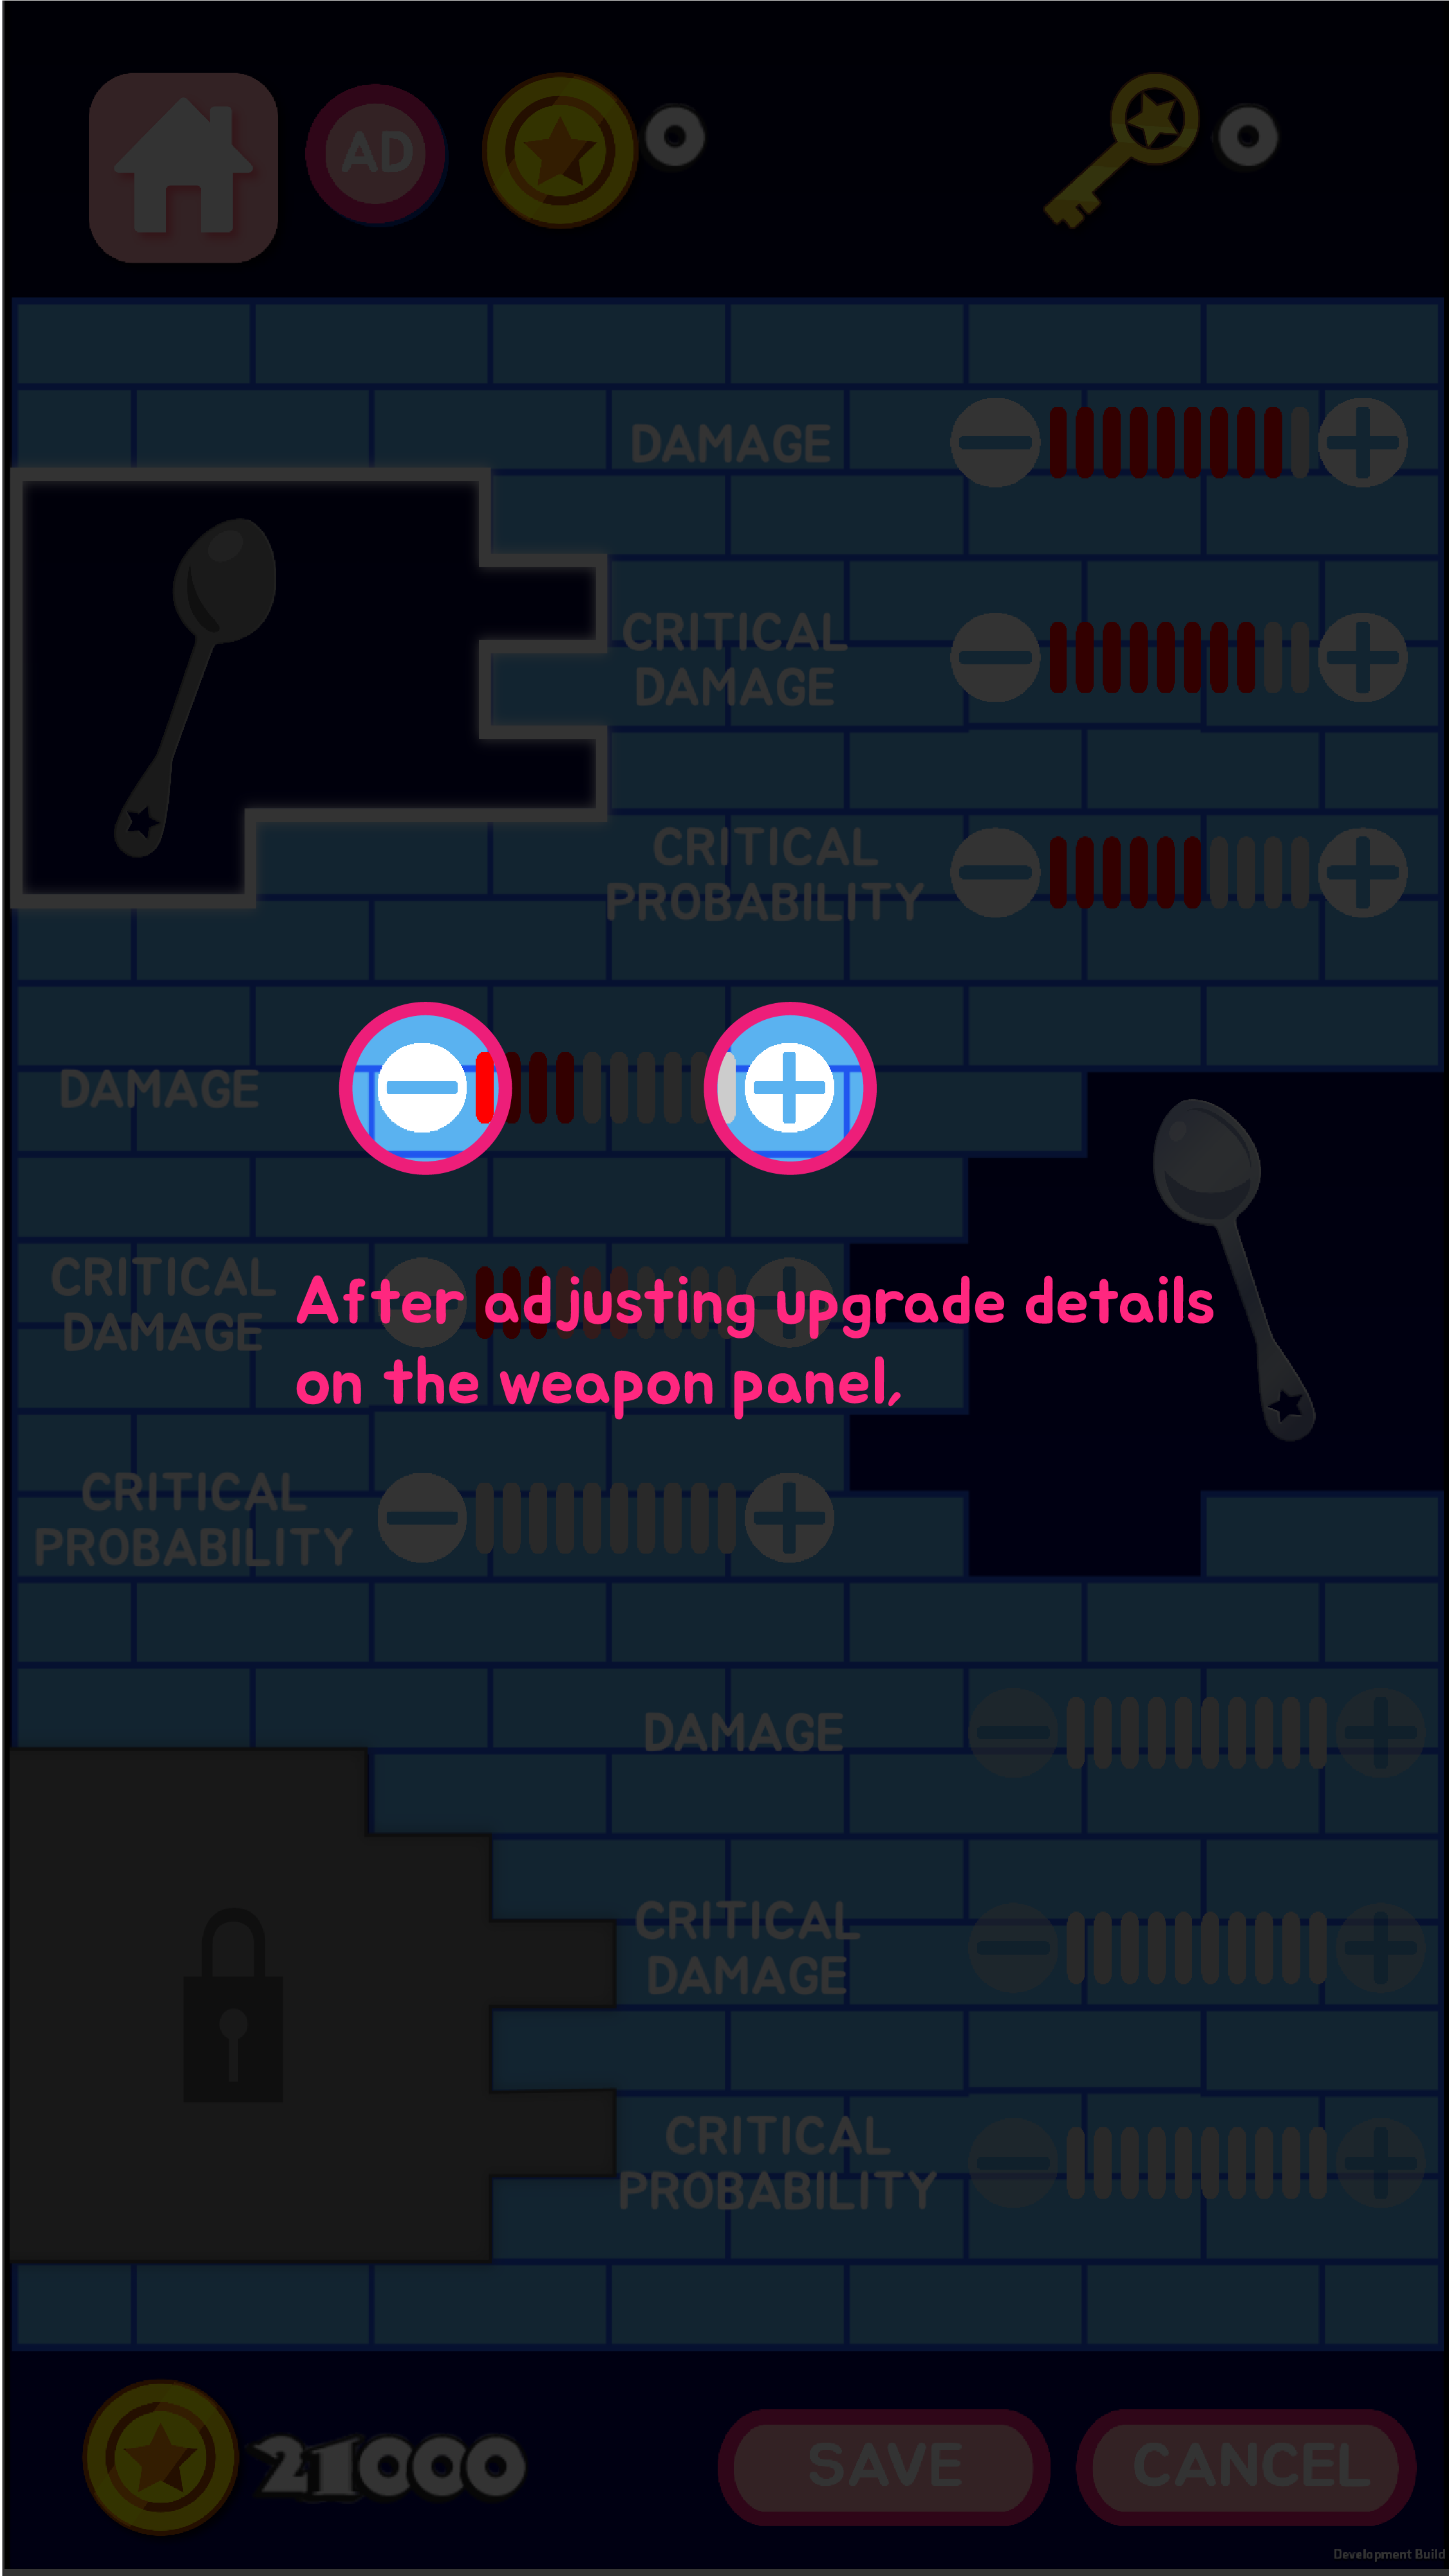 AD
0
0
DAMAGE
CRITICAL
DAMAGE
CRITICAL
PROBABILITY
DAMAGE
CRITICAL
DAMAGE
After adjusting upgrade details
on the weapon panel,
CRITICAL
PROBABILITY
DAMAGE
CRITICAL
DAMAGE
CRITICAL
PROBABILITY
21000
SAVE
CANCEL
Development Build